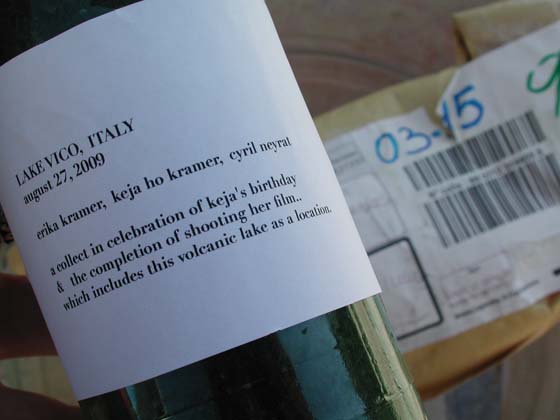 LAKE VICO, ITALY
august 27, 2009
erika kramer, keja ho kramer, cyril neyrat
a collect in celebration of keja's birthday
& the completion of shooting her film..
which includes this volcanic lake as a location.
03-15